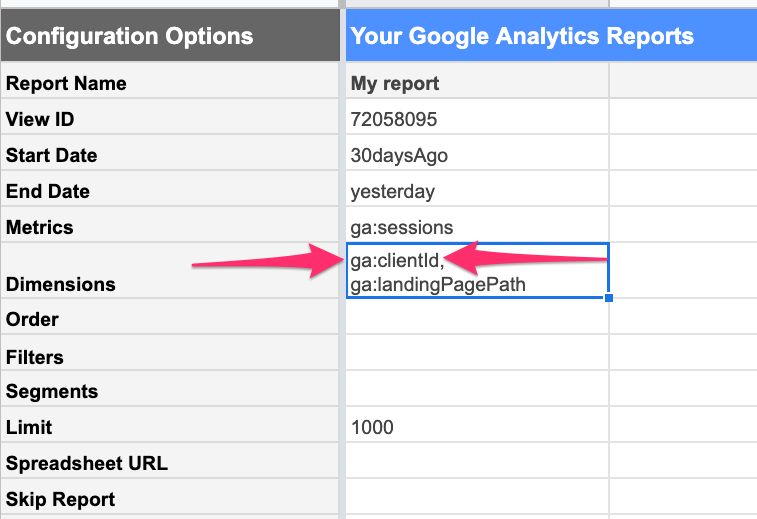 Configuration Options Your Google Analytics Reports
Report Name My report
View ID 72058095
Start Date 30daysAgo
End Date yesterday
Metrics ga:sessions
ga:clientId,
Dimensions ga:landingPagePath
Order
Filters
Segments
Limit 1000
Spreadsheet URL
Skip Report